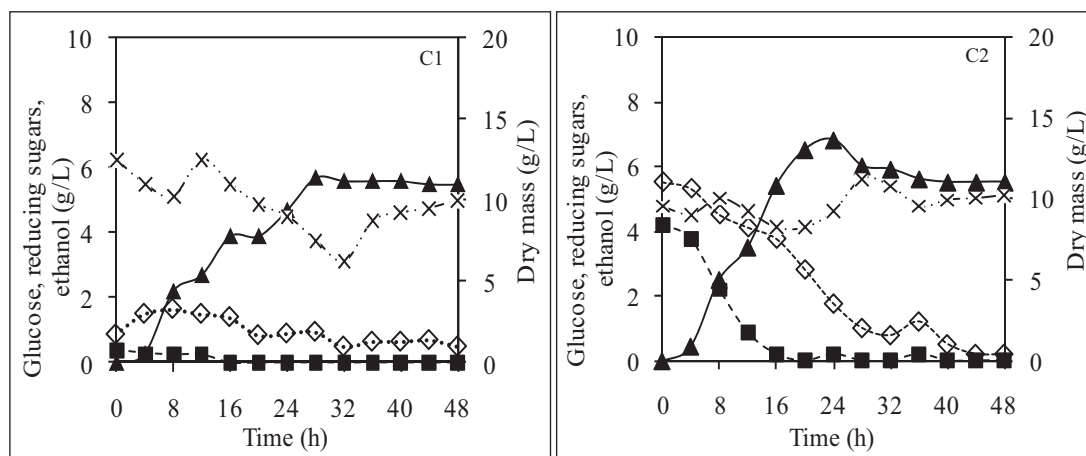 C1
Glucose, reducing sugars,
ethanol (g/L)
10
8
6
4
2
0
20
15
10
5
0
Dry mass (g/L)
0 8 16 24 32 40 48
Time (h)
C2
Glucose, reducing sugars,
ethanol (g/L)
10
8
6
4
2
0
20
15
10
5
0
Dry mass (g/L)
0 8 16 24 32 40 48
Time (h)